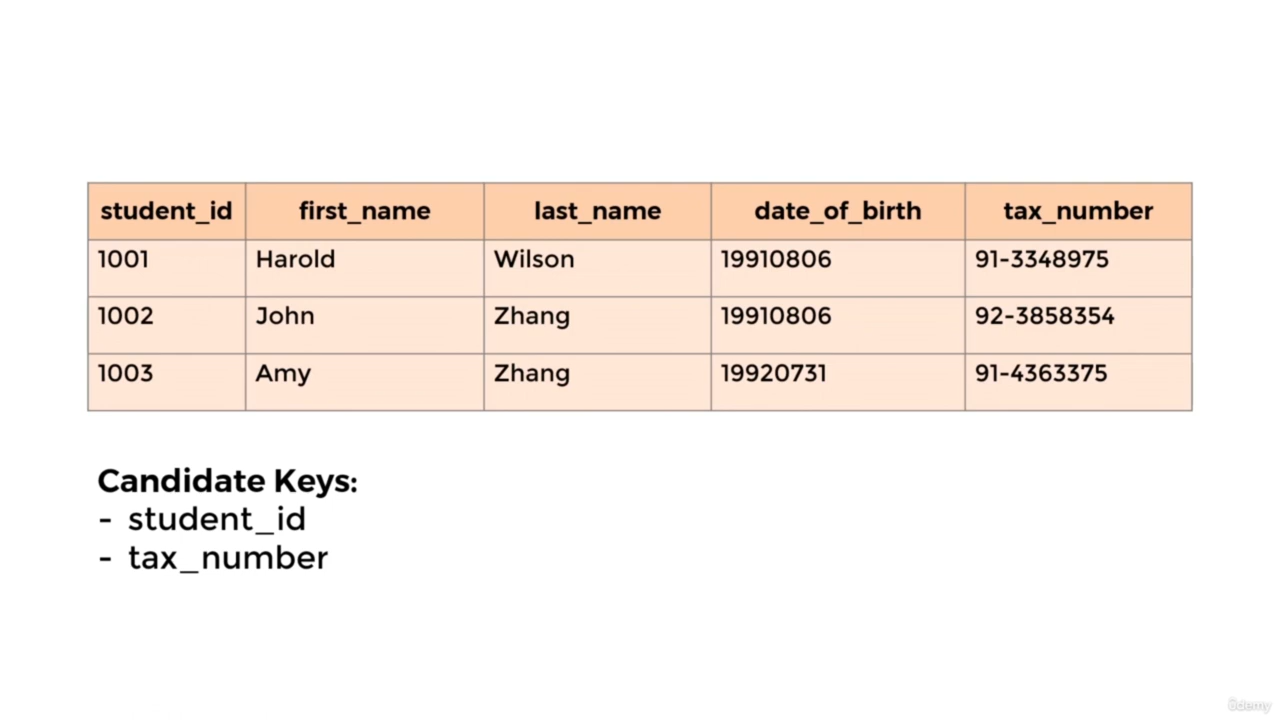 student_id first_name last_name date_of_birth tax_number
1001 Harold Wilson 19910806 91-3348975
1002 John Zhang 19910806 92-3858354
1003 Amy Zhang 19920731 91-4363375
Candidate Keys:
- student_id
- tax_number
ûdemy